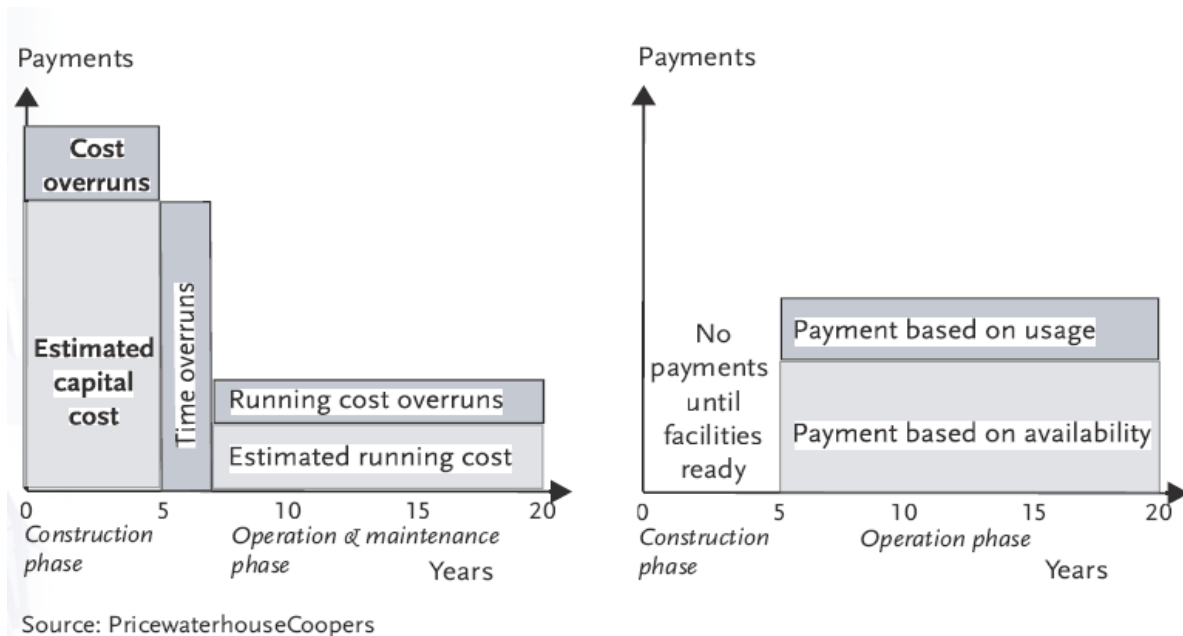 Payments
Cost
overruns
Estimated
capital
cost
Time overruns
Running cost overruns
Estimated running cost
0 5 10 15 20
Construction
phase
Operation & maintenance
phase
Years
Payments
No
payments
until
facilities
ready
Payment based on usage
Payment based on availability
0 5 10 15 20
Construction
phase
Operation phase
Years
Source: PricewaterhouseCoopers